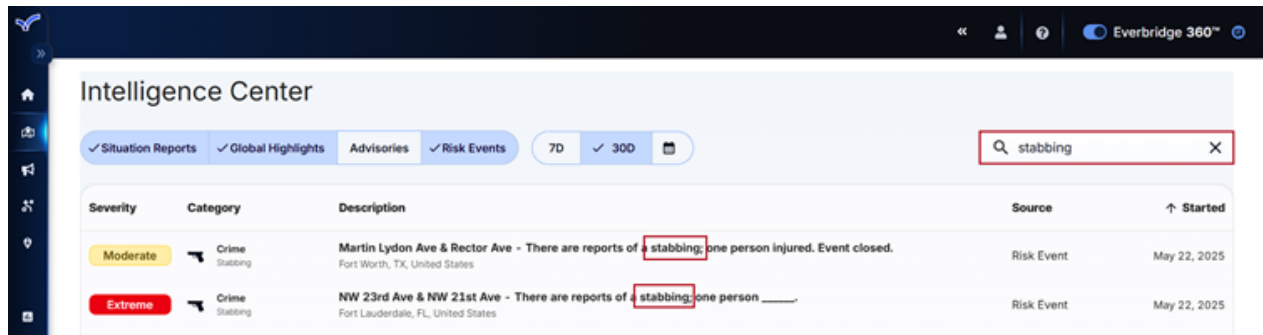 « Everbridge 360™
»
Intelligence Center
✓ Situation Reports ✓ Global Highlights Advisories ✓ Risk Events 7D ✓ 30D stabbing ✕
Severity Category Description Source ↑ Started
Moderate Crime Stabbing Martin Lydon Ave & Rector Ave - There are reports of a stabbing; one person injured. Event closed. Risk Event May 22, 2025
Fort Worth, TX, United States
Extreme Crime Stabbing NW 23rd Ave & NW 21st Ave - There are reports of a stabbing; one person _____. Risk Event May 22, 2025
Fort Lauderdale, FL, United States